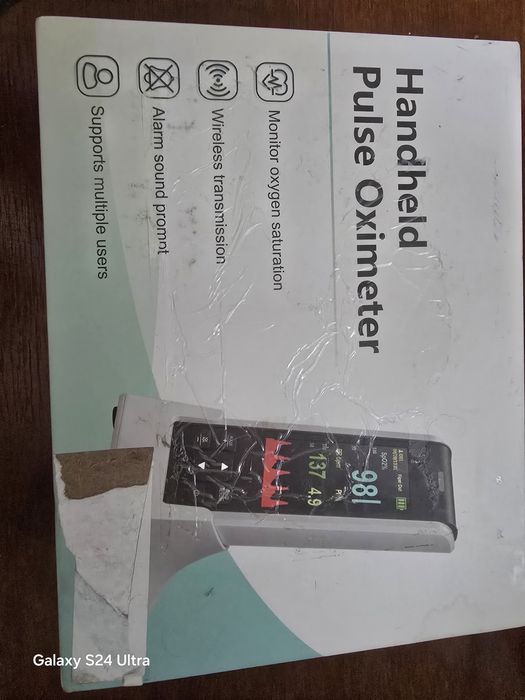 Handheld
Pulse Oximeter
Monitor oxygen saturation
Wireless transmission
Alarm sound prompt
Supports multiple users
SpO2%
98
137
4.9
Galaxy S24 Ultra